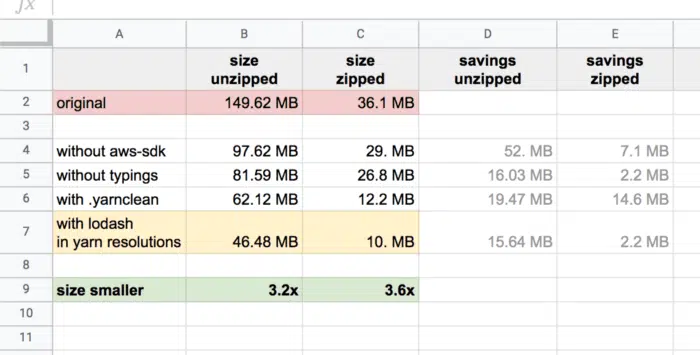 fx
A B C D E
1 size unzipped size zipped savings unzipped savings zipped
2 original 149.62 MB 36.1 MB
3
4 without aws-sdk 97.62 MB 29. MB 52. MB 7.1 MB
5 without typings 81.59 MB 26.8 MB 16.03 MB 2.2 MB
6 with .yarnclean 62.12 MB 12.2 MB 19.47 MB 14.6 MB
7 with lodash in yarn resolutions 46.48 MB 10. MB 15.64 MB 2.2 MB
8
9 size smaller 3.2x 3.6x
10
11